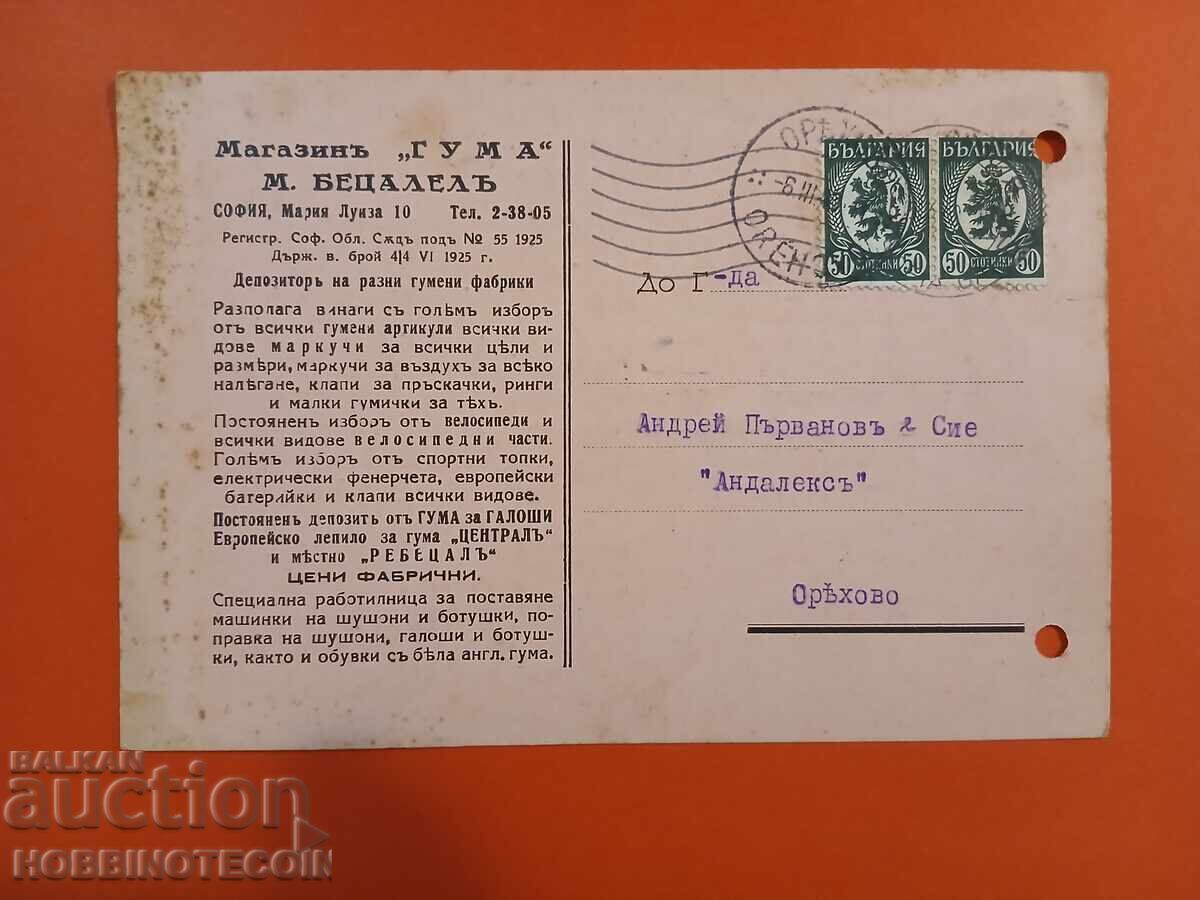 Магазинъ „ГУМА“
М. БЕЦАЛЕЛЪ
СОФИЯ, Мария Луиза 10 Тел. 2-38-05
Регистр. Соф. Обл. Сѫдъ подъ № 55 1925
Държ. в. брой 4|4 VI 1925 г.
Депозиторъ на разни гумени фабрики
Разполага винаги съ голѣмъ изборъ
отъ всички гумени артикули всички ви-
дове маркучи за всички цѣли и
размѣри, маркучи за въздухъ за всѣко
налѣгане, клапи за пръскачки, ринги
и малки гумички за тѣхъ.
Постояненъ изборъ отъ велосипеди и
всички видове велосипедни части.
Голѣмъ изборъ отъ спортни топки,
електрически фенерчета, европейски
батерийки и клапи всички видове.
Постояненъ депозитъ отъ ГУМА за ГАЛОШИ
Европейско лепило за гума „ЦЕНТРАЛЪ“
и мѣстно „РЕБЕЦАЛЪ“
ЦЕНИ ФАБРИЧНИ.
Специална работилница за поставяне
машинки на шушони и ботушки, по-
правка на шушони, галоши и ботуш-
ки, както и обувки съ бѣла англ. гума.
-6 III
БЪЛГАРИЯ БЪЛГАРИЯ
50 СТОТИНКИ 50 50 СТОТИНКИ 50
До Г-да
Андрей Първановъ & Сие
"Андалексъ"
Орѣхово
BALKAN
auction
HOBBINOTECOIN